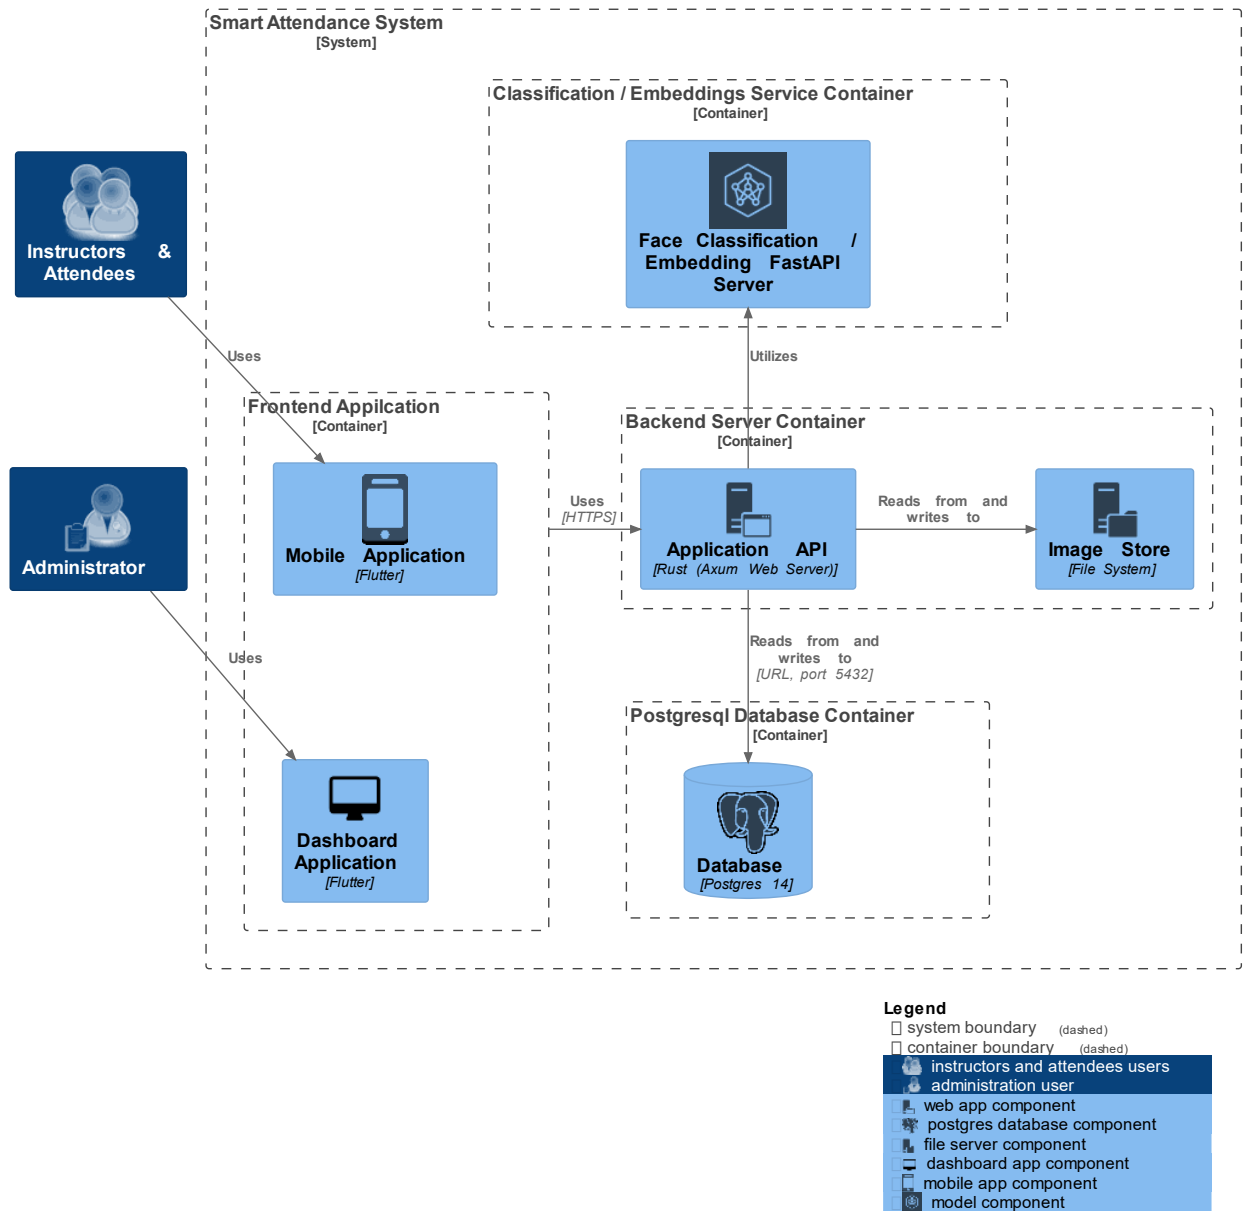 Smart Attendance System
[System]
Classification / Embeddings Service Container
[Container]
Face Classification /
Embedding FastAPI
Server
Instructors &
Attendees
Uses
Utilizes
Frontend Appilcation
[Container]
Backend Server Container
[Container]
Administrator
Mobile Application
[Flutter]
Uses
[HTTPS]
Application API
[Rust (Axum Web Server)]
Reads from and
writes to
Image Store
[File System]
Uses
Reads from and
writes to
[URL, port 5432]
Postgresql Database Container
[Container]
Dashboard
Application
[Flutter]
Database
[Postgres 14]
Legend
system boundary (dashed)
container boundary (dashed)
instructors and attendees users
administration user
web app component
postgres database component
file server component
dashboard app component
mobile app component
model component